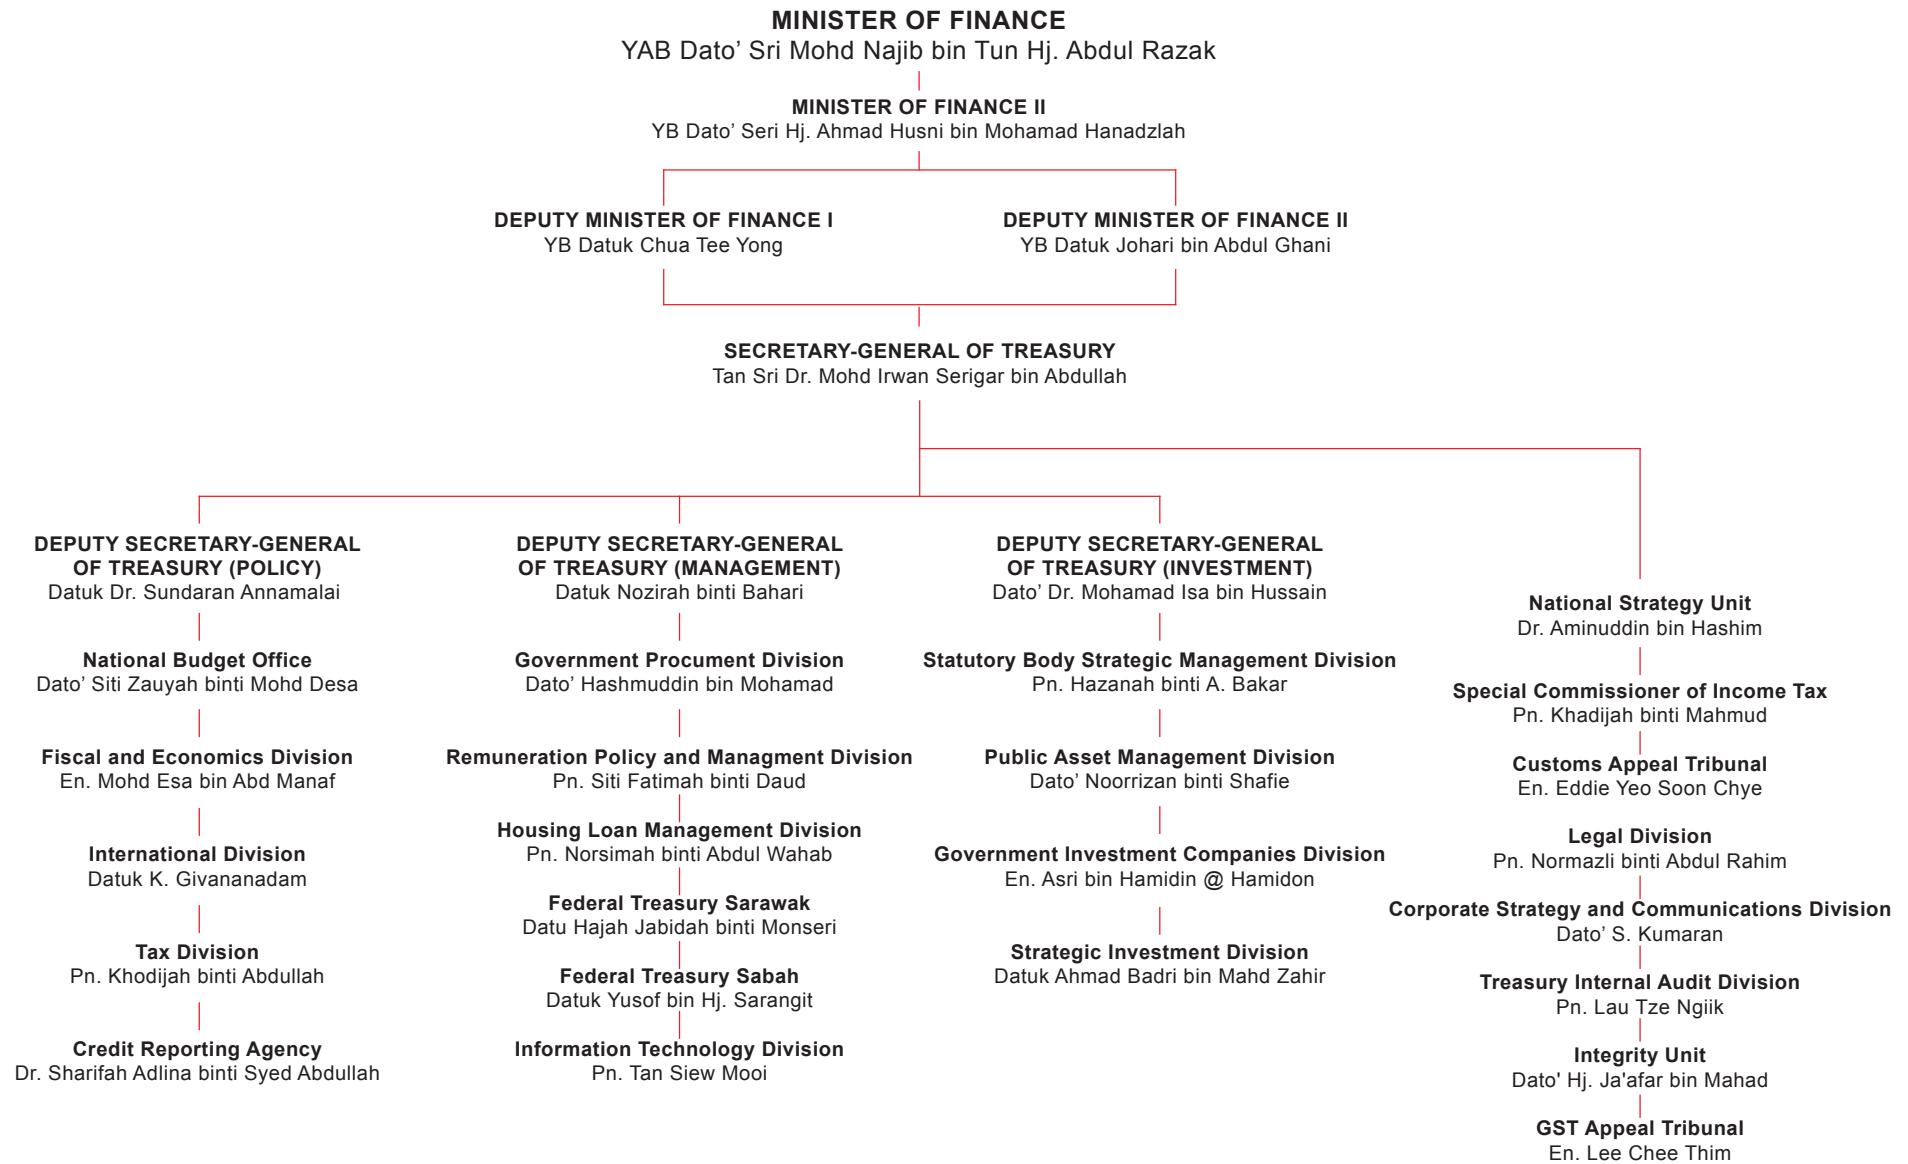 MINISTER OF FINANCE
YAB Dato’ Sri Mohd Najib bin Tun Hj. Abdul Razak
MINISTER OF FINANCE II
YB Dato’ Seri Hj. Ahmad Husni bin Mohamad Hanadzlah
DEPUTY MINISTER OF FINANCE I
YB Datuk Chua Tee Yong
DEPUTY MINISTER OF FINANCE II
YB Datuk Johari bin Abdul Ghani
SECRETARY-GENERAL OF TREASURY
Tan Sri Dr. Mohd Irwan Serigar bin Abdullah
DEPUTY SECRETARY-GENERAL
OF TREASURY (POLICY)
Datuk Dr. Sundaran Annamalai
National Budget Office
Dato’ Siti Zauyah binti Mohd Desa
Fiscal and Economics Division
En. Mohd Esa bin Abd Manaf
International Division
Datuk K. Givananadam
Tax Division
Pn. Khodijah binti Abdullah
Credit Reporting Agency
Dr. Sharifah Adlina binti Syed Abdullah
DEPUTY SECRETARY-GENERAL
OF TREASURY (MANAGEMENT)
Datuk Nozirah binti Bahari
Government Procument Division
Dato’ Hashmuddin bin Mohamad
Remuneration Policy and Managment Division
Pn. Siti Fatimah binti Daud
Housing Loan Management Division
Pn. Norsimah binti Abdul Wahab
Federal Treasury Sarawak
Datu Hajah Jabidah binti Monseri
Federal Treasury Sabah
Datuk Yusof bin Hj. Sarangit
Information Technology Division
Pn. Tan Siew Mooi
DEPUTY SECRETARY-GENERAL
OF TREASURY (INVESTMENT)
Dato’ Dr. Mohamad Isa bin Hussain
Statutory Body Strategic Management Division
Pn. Hazanah binti A. Bakar
Public Asset Management Division
Dato’ Noorrizan binti Shafie
Government Investment Companies Division
En. Asri bin Hamidin @ Hamidon
Strategic Investment Division
Datuk Ahmad Badri bin Mahd Zahir
National Strategy Unit
Dr. Aminuddin bin Hashim
Special Commissioner of Income Tax
Pn. Khadijah binti Mahmud
Customs Appeal Tribunal
En. Eddie Yeo Soon Chye
Legal Division
Pn. Normazli binti Abdul Rahim
Corporate Strategy and Communications Division
Dato’ S. Kumaran
Treasury Internal Audit Division
Pn. Lau Tze Ngiik
Integrity Unit
Dato' Hj. Ja'afar bin Mahad
GST Appeal Tribunal
En. Lee Chee Thim